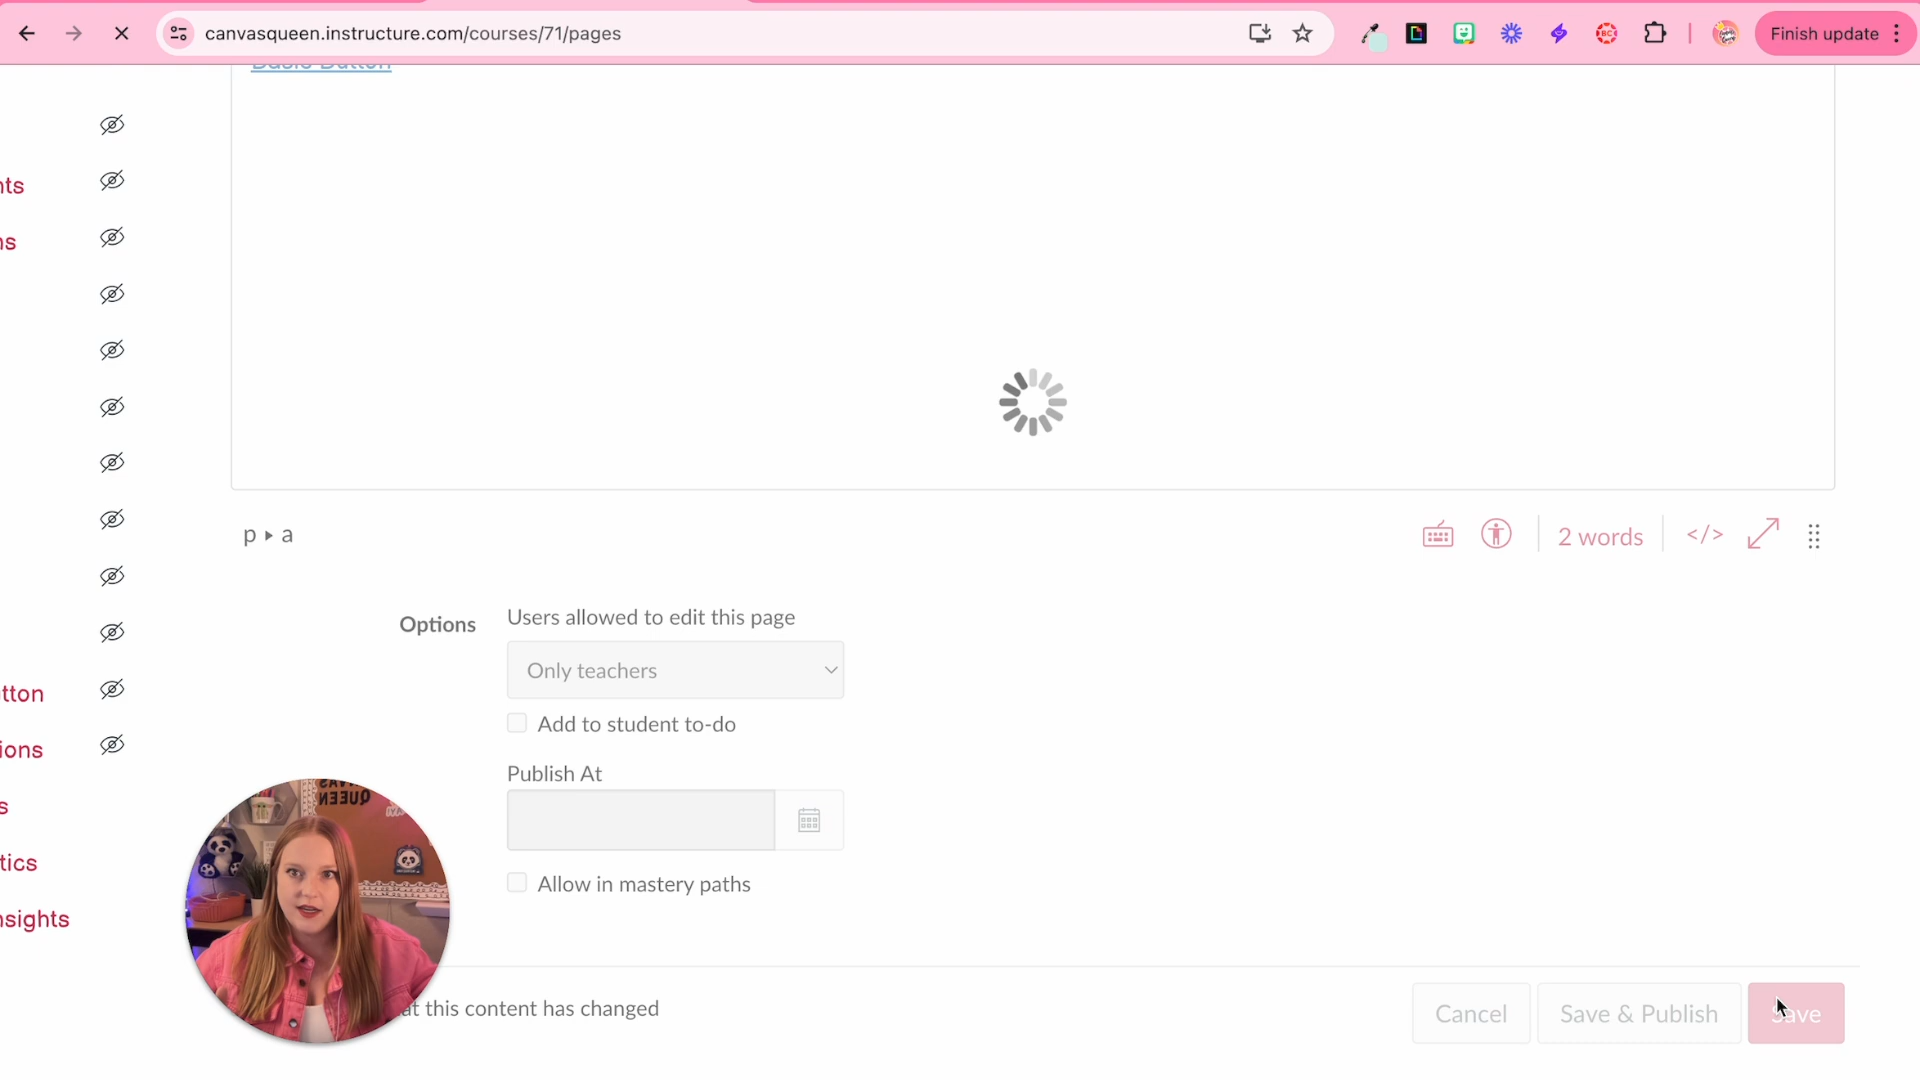 canvasqueen.instructure.com/courses/71/pages
Finish update
Basic Button
nts
ns
tton
ions
s
tics
nsights
p ▸ a
2 words
</>
Options
Users allowed to edit this page
Only teachers
Add to student to-do
Publish At
Allow in mastery paths
at this content has changed
Cancel
Save & Publish
Save
QUEEN